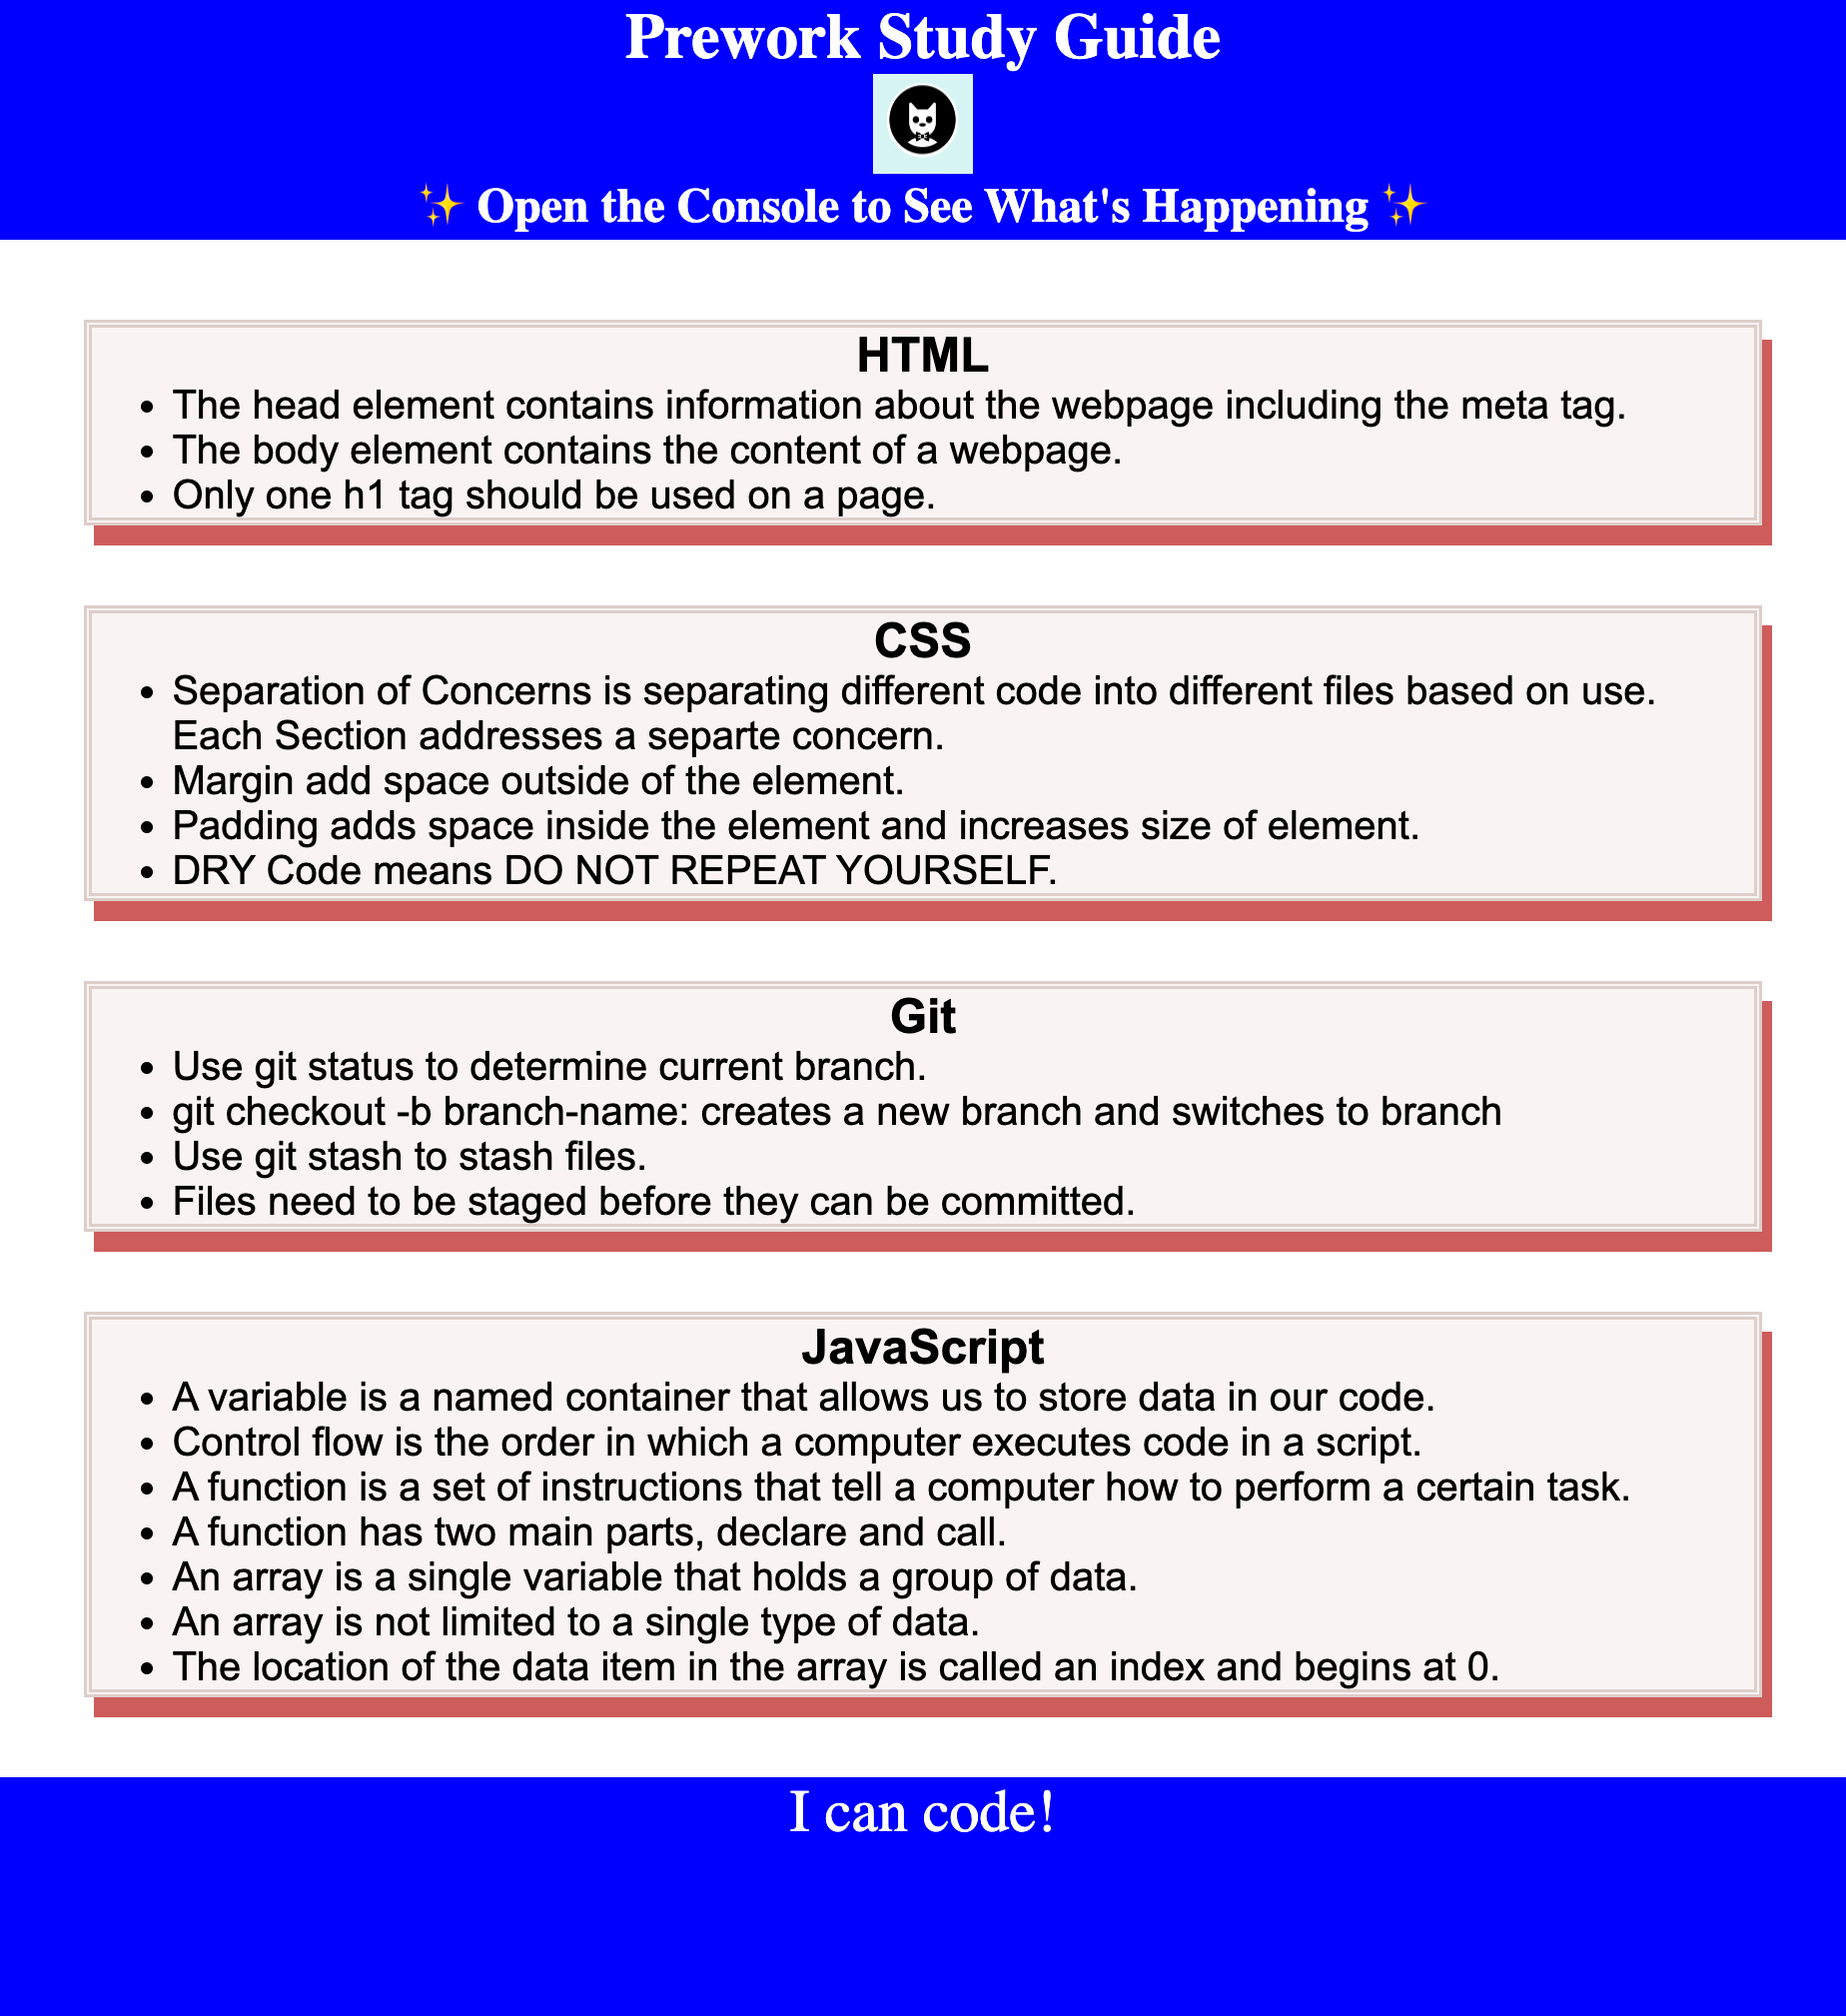 Prework Study Guide
✨ Open the Console to See What's Happening ✨
HTML
• The head element contains information about the webpage including the meta tag.
• The body element contains the content of a webpage.
• Only one h1 tag should be used on a page.
CSS
• Separation of Concerns is separating different code into different files based on use.
Each Section addresses a separte concern.
• Margin add space outside of the element.
• Padding adds space inside the element and increases size of element.
• DRY Code means DO NOT REPEAT YOURSELF.
Git
• Use git status to determine current branch.
• git checkout -b branch-name: creates a new branch and switches to branch
• Use git stash to stash files.
• Files need to be staged before they can be committed.
JavaScript
• A variable is a named container that allows us to store data in our code.
• Control flow is the order in which a computer executes code in a script.
• A function is a set of instructions that tell a computer how to perform a certain task.
• A function has two main parts, declare and call.
• An array is a single variable that holds a group of data.
• An array is not limited to a single type of data.
• The location of the data item in the array is called an index and begins at 0.
I can code!